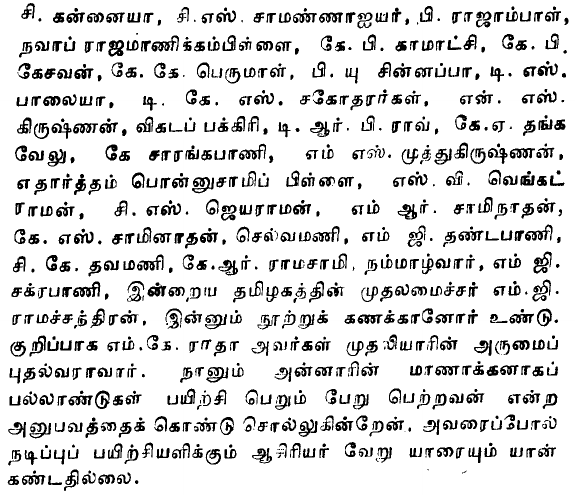 சி. கன்னையா, சி.எஸ். சாமண்ணாஐயர், பி. ராஜாம்பாள்,
நவாப் ராஜமாணிக்கம்பிள்ளை, கே. பி. காமாட்சி, கே. பி.
கேசவன், கே. கே. பெருமாள், பி. யு சின்னப்பா, டி. எஸ்.
பாலையா, டி. கே. எஸ். சகோதரர்கள், என். எஸ்.
கிருஷ்ணன், விகடப் பக்கிரி, டி. ஆர். பி. ராவ், கே.ஏ. தங்க
வேலு, கே சாரங்கபாணி, எம் எஸ். முத்துகிருஷ்ணன்,
எதார்த்தம் பொன்னுசாமிப் பிள்ளை, எஸ். வி. வெங்கட்
ராமன், சி. எஸ். ஜெயராமன், எம் ஆர். சாமிநாதன்,
கே. எஸ். சாமினாதன், செல்வமணி, எம் ஜி. தண்டபாணி,
சி. கே. தவமணி, கே.ஆர். ராமசாமி, நம்மாழ்வார், எம் ஜி.
சக்ரபாணி, இன்றைய தமிழகத்தின் முதலமைச்சர் எம்.ஜி.
ராமச்சந்திரன், இன்னும் நூற்றுக் கணக்கானோர் உண்டு.
குறிப்பாக எம்.கே. ராதா அவர்கள் முதலியாரின் அருமைப்
புதல்வராவார். நானும் அன்னாரின் மாணாக்கனாகப்
பல்லாண்டுகள் பயிற்சி பெறும் பேறு பெற்றவன் என்ற
அனுபவத்தைக் கொண்டு சொல்லுகின்றேன், அவரைப்போல்
நடிப்புப் பயிற்சியளிக்கும் ஆசிரியர் வேறு யாரையும் யான்
கண்டதில்லை.